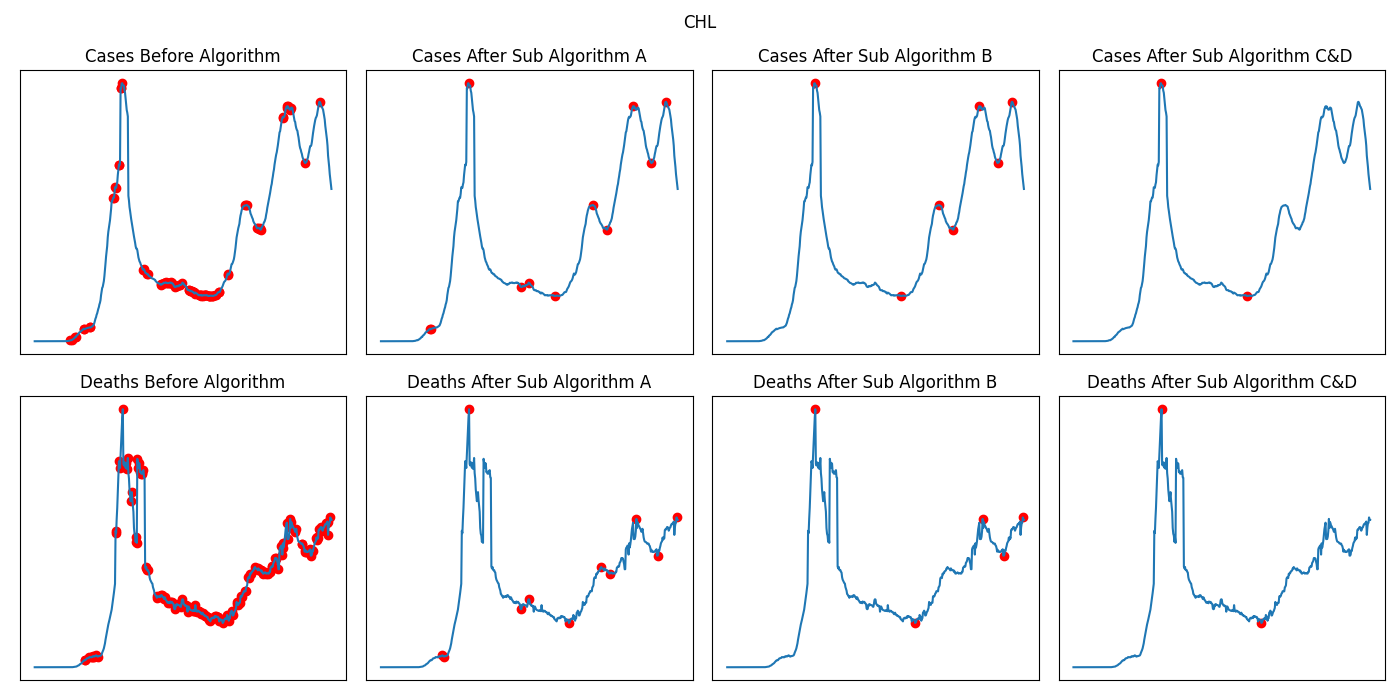 CHL
Cases Before Algorithm
Cases After Sub Algorithm A
Cases After Sub Algorithm B
Cases After Sub Algorithm C&D
Deaths Before Algorithm
Deaths After Sub Algorithm A
Deaths After Sub Algorithm B
Deaths After Sub Algorithm C&D